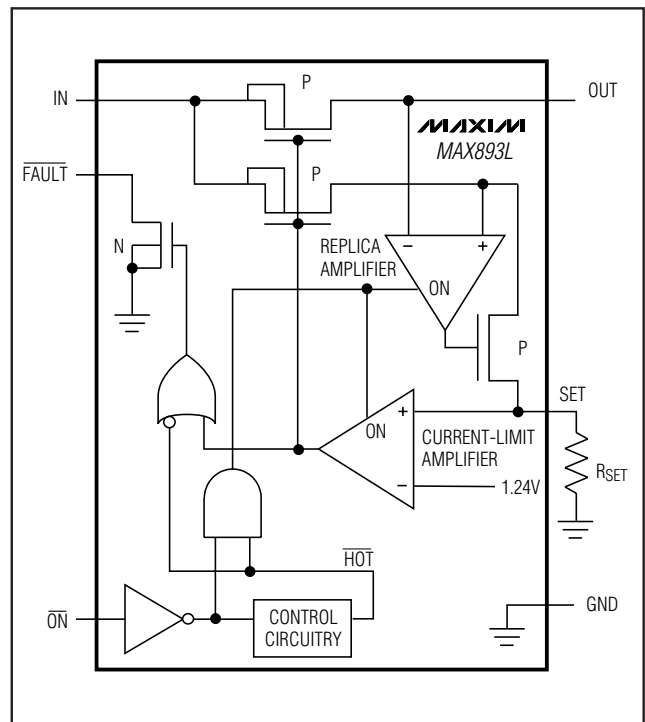 P
IN
OUT
MAXIM
MAX893L
P
FAULT
N
REPLICA
AMPLIFIER
-
+
ON
P
SET
+
ON
CURRENT-LIMIT
AMPLIFIER
-
1.24V
RSET
HOT
ON
CONTROL
CIRCUITRY
GND